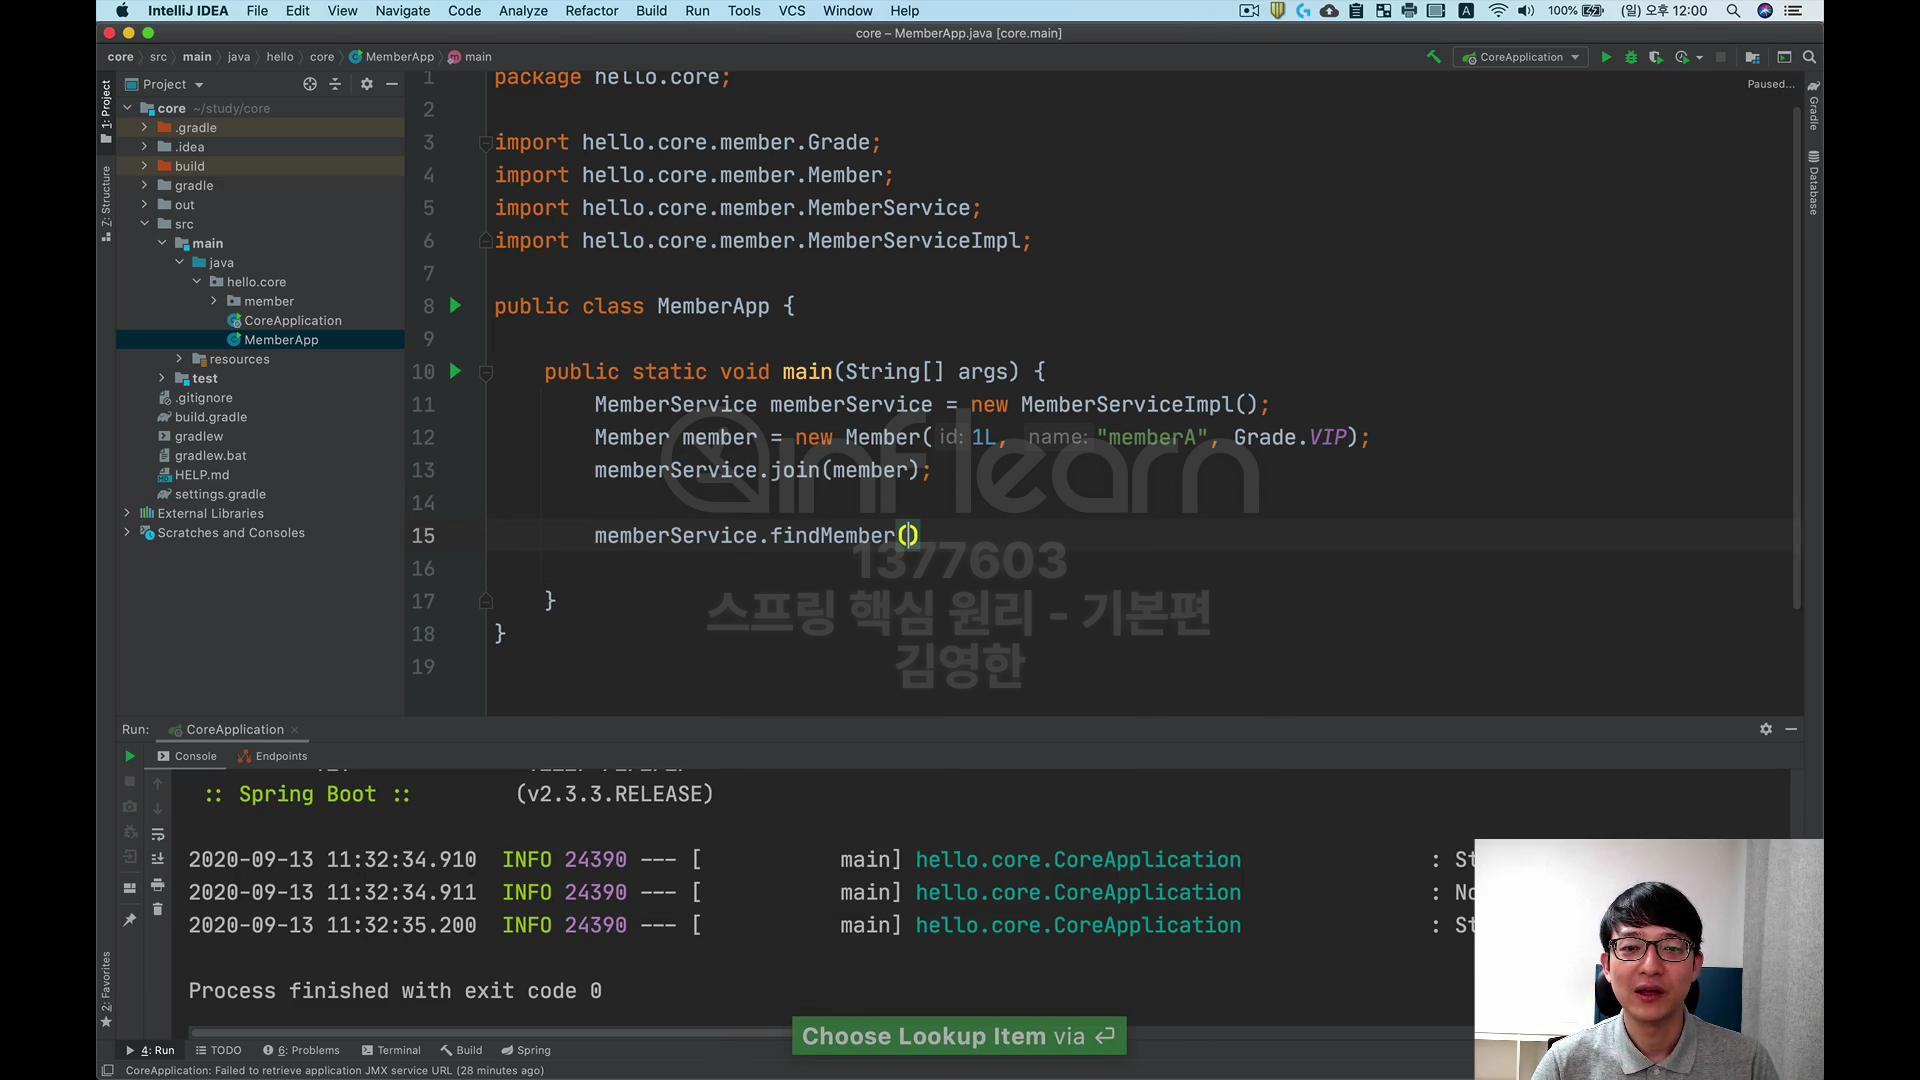 IntelliJ IDEA File Edit View Navigate Code Analyze Refactor Build Run Tools VCS Window Help 100% (일) 오후 12:00
core – MemberApp.java [core.main]
core src main java hello core MemberApp main CoreApplication
Project
Paused...
core ~/study/core
.gradle
.idea
build
gradle
out
src
main
java
hello.core
member
CoreApplication
MemberApp
resources
test
.gitignore
build.gradle
gradlew
gradlew.bat
HELP.md
settings.gradle
External Libraries
Scratches and Consoles
1: Project
7: Structure
2: Favorites
Gradle
Database
1 package hello.core;
2
3 import hello.core.member.Grade;
4 import hello.core.member.Member;
5 import hello.core.member.MemberService;
6 import hello.core.member.MemberServiceImpl;
7
8 public class MemberApp {
9
10 public static void main(String[] args) {
11 MemberService memberService = new MemberServiceImpl();
12 Member member = new Member( id: 1L, name: "memberA", Grade.VIP);
13 memberService.join(member);
14
15 memberService.findMember()
16
17 }
18 }
19
inflearn
1377603
스프링 핵심 원리 - 기본편
김영한
Run: CoreApplication
Console Endpoints
:: Spring Boot :: (v2.3.3.RELEASE)
2020-09-13 11:32:34.910 INFO 24390 --- [ main] hello.core.CoreApplication : St
2020-09-13 11:32:34.911 INFO 24390 --- [ main] hello.core.CoreApplication : No
2020-09-13 11:32:35.200 INFO 24390 --- [ main] hello.core.CoreApplication : St
Process finished with exit code 0
Choose Lookup Item via ⏎
4: Run TODO 6: Problems Terminal Build Spring
CoreApplication: Failed to retrieve application JMX service URL (28 minutes ago)